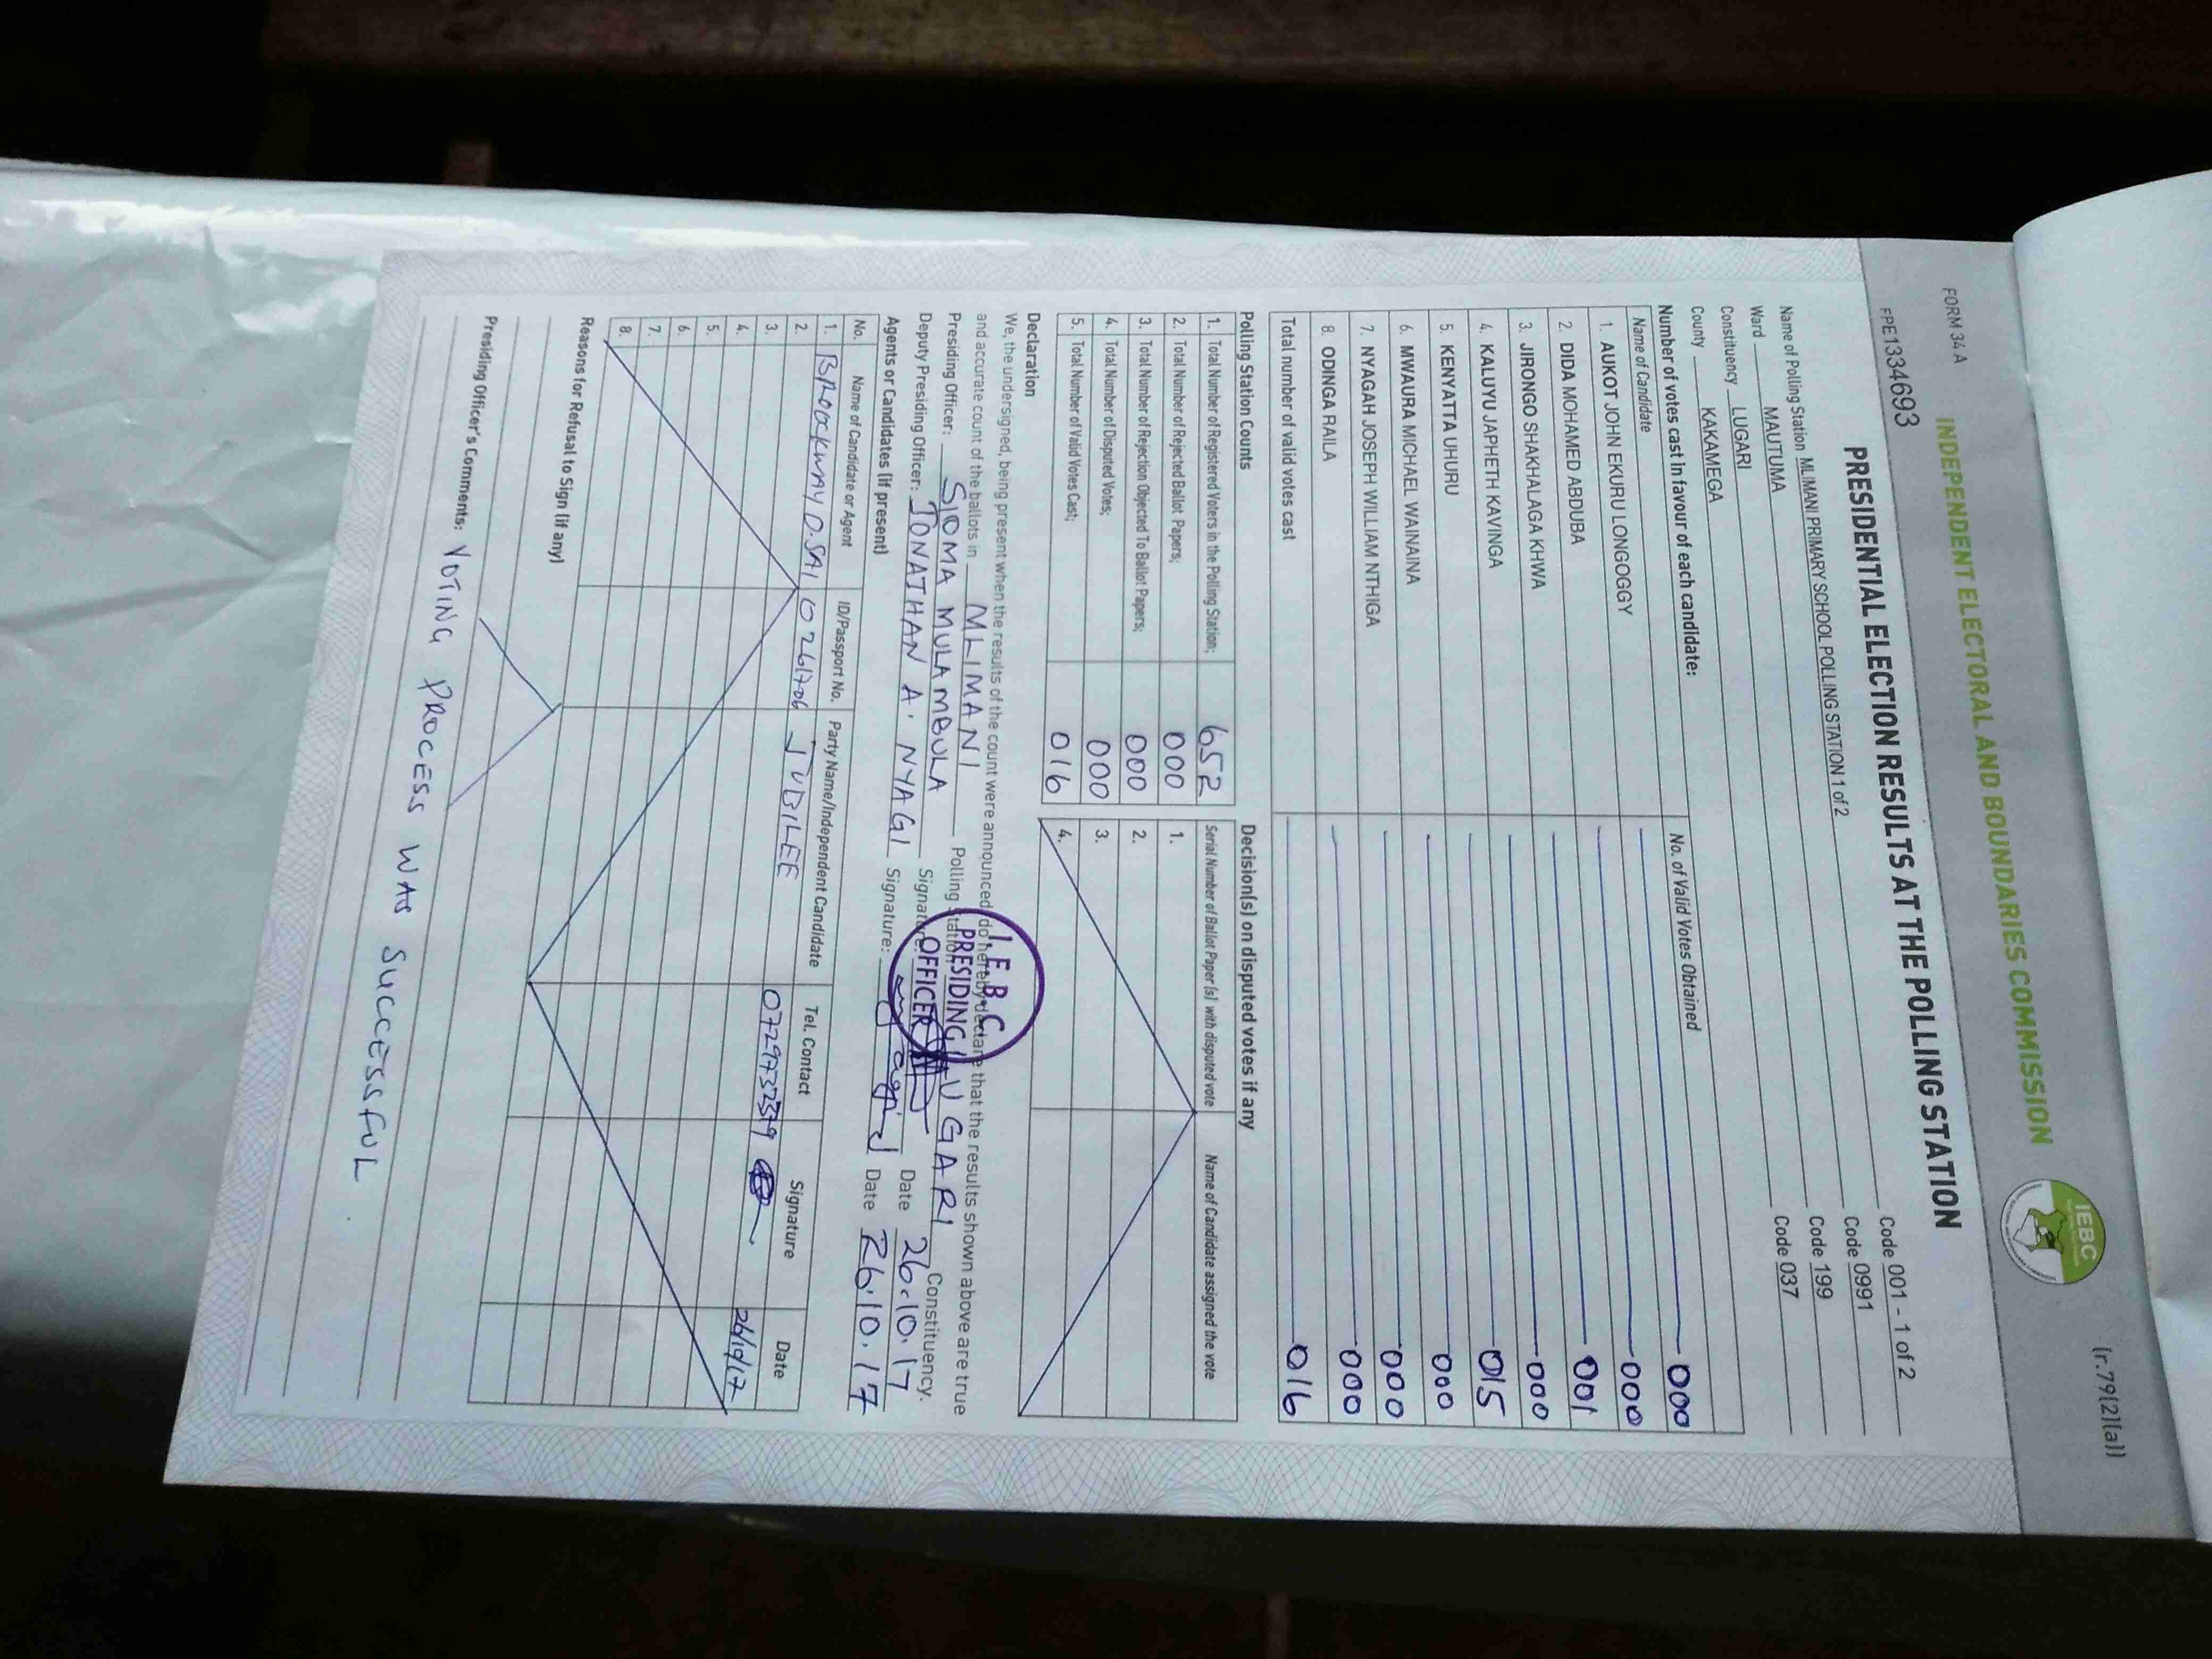 (r.79(2)(a))
IEBC
FORM 34 A
INDEPENDENT ELECTORAL AND BOUNDARIES COMMISSION
FPE1334693
PRESIDENTIAL ELECTION RESULTS AT THE POLLING STATION
Name of Polling Station MLIMANI PRIMARY SCHOOL POLLING STATION 1 of 2 Code 001 - 1 of 2
Ward MAUTUMA Code 0991
Constituency LUGARI Code 199
County KAKAMEGA Code 037
Number of votes cast in favour of each candidate:
Name of Candidate No. of Valid Votes Obtained
1. AUKOT JOHN EKURU LONGOGGY 000
2. DIDA MOHAMED ABDUBA 000
3. JIRONGO SHAKHALAGA KHWA 001
4. KALUYU JAPHETH KAVINGA 000
5. KENYATTA UHURU 015
6. MWAURA MICHAEL WAINAINA 000
7. NYAGAH JOSEPH WILLIAM NTHIGA 000
8. ODINGA RAILA 000
Total number of valid votes cast 016
Polling Station Counts
1. Total Number of Registered Voters in the Polling Station; 652
2. Total Number of Rejected Ballot Papers; 000
3. Total Number of Rejection Objected To Ballot Papers; 000
4. Total Number of Disputed Votes; 000
5. Total Number of Valid Votes Cast; 016
Decision(s) on disputed votes if any
Serial Number of Ballot Paper (s) with disputed vote Name of Candidate assigned the vote
1.
2.
3.
4.
Declaration
We, the undersigned, being present when the results of the count were announced, do hereby declare that the results shown above are true
and accurate count of the ballots in MLIMANI Polling Station LUGARI Constituency.
Presiding Officer: SIOMA MULAMBULA Signature: Date 26.10.17
Deputy Presiding Officer: JONATHAN A. NYAGI Signature: Date 26.10.17
I.E.B.C
PRESIDING
OFFICER
Agents or Candidates (if present)
No. Name of Candidate or Agent ID/Passport No. Party Name/Independent Candidate Tel. Contact Signature Date
1. BROCKWAY D. SAI 10261706 JUBILEE 0729732579 26/10/17
2.
3.
4.
5.
6.
7.
8.
Reasons for Refusal to Sign (if any)
Presiding Officer's Comments: VOTING PROCESS WAS SUCCESSFUL